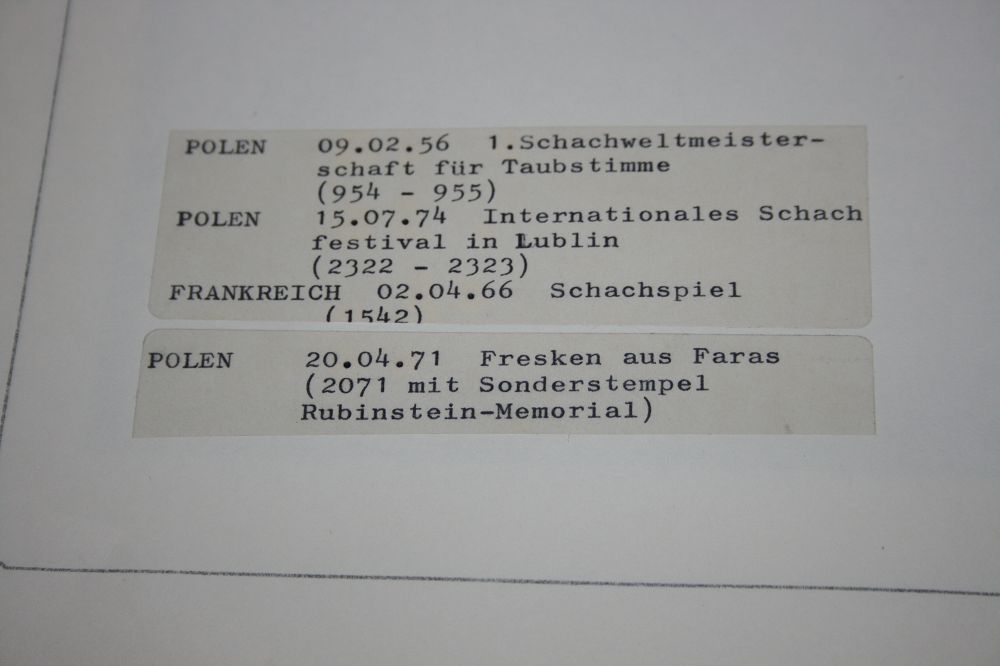 POLEN 09.02.56 1.Schachweltmeister-
schaft für Taubstimme
(954 - 955)
POLEN 15.07.74 Internationales Schach
festival in Lublin
(2322 - 2323)
FRANKREICH 02.04.66 Schachspiel
(1542)
POLEN 20.04.71 Fresken aus Faras
(2071 mit Sonderstempel
Rubinstein-Memorial)